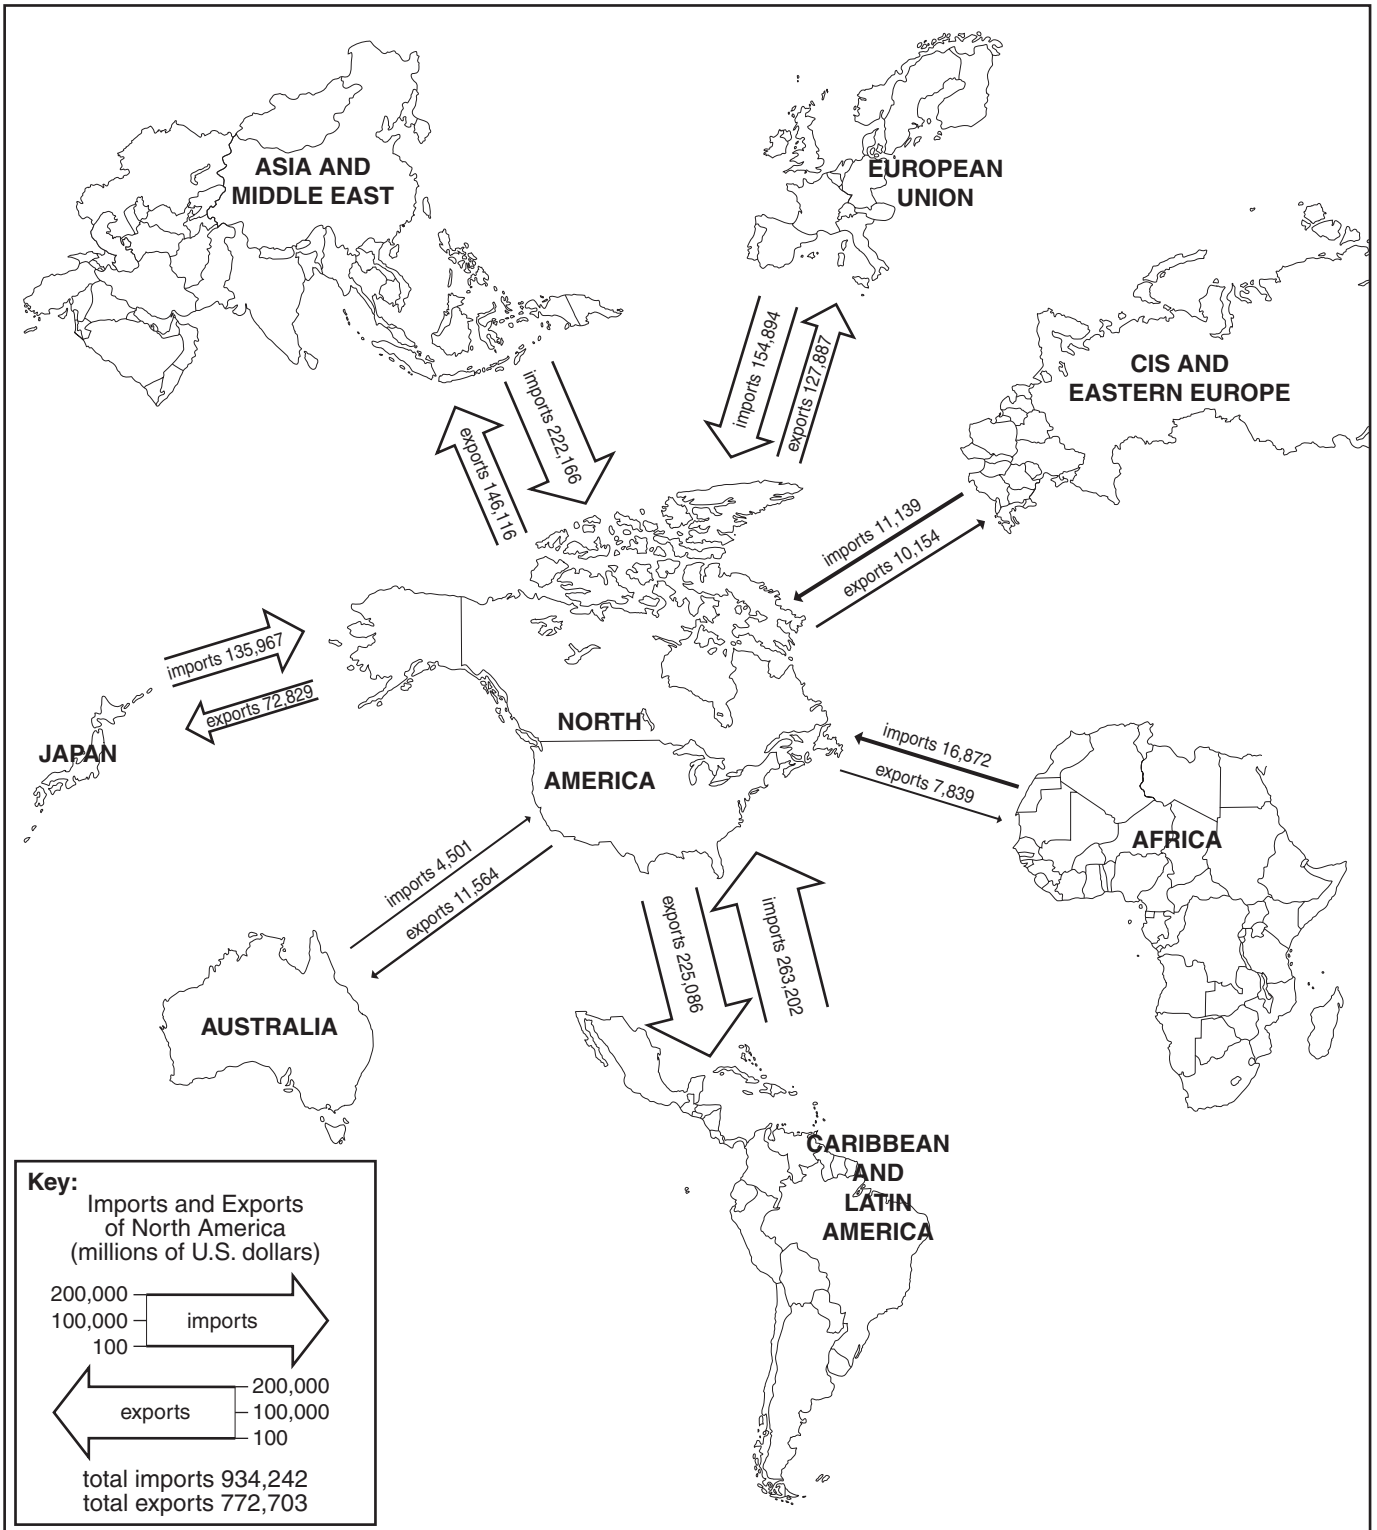 ASIA AND
MIDDLE EAST
EUROPEAN
UNION
CIS AND
EASTERN EUROPE
imports 154,894
exports 127,887
imports 222,166
exports 146,116
imports 11,139
exports 10,154
imports 135,967
exports 72,829
JAPAN
NORTH
AMERICA
imports 16,872
exports 7,839
AFRICA
imports 4,501
exports 11,564
exports 225,086
imports 263,202
AUSTRALIA
CARIBBEAN
AND
LATIN
AMERICA
Key:
Imports and Exports
of North America
(millions of U.S. dollars)
200,000
100,000
100
imports
200,000
100,000
100
exports
total imports 934,242
total exports 772,703